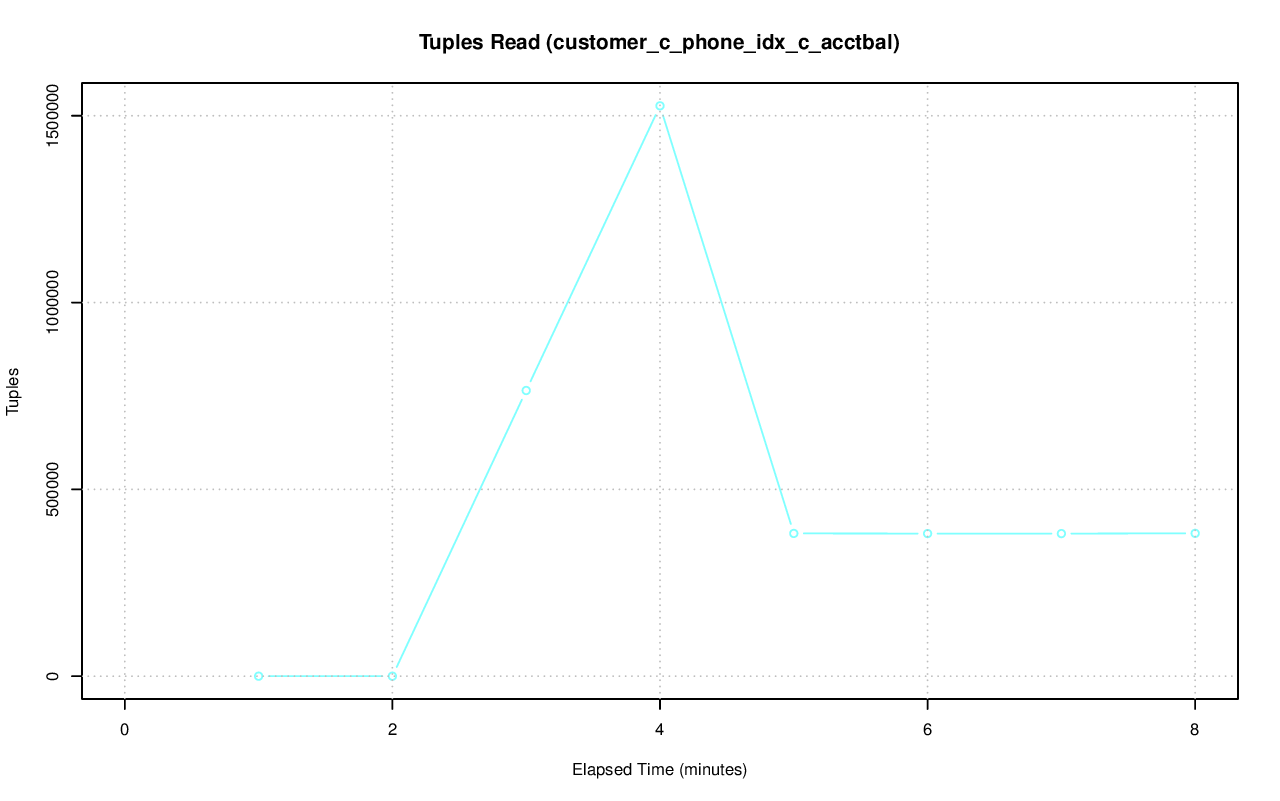 Tuples Read (customer_c_phone_idx_c_acctbal)
Tuples
1500000
1000000
500000
0
0 2 4 6 8
Elapsed Time (minutes)